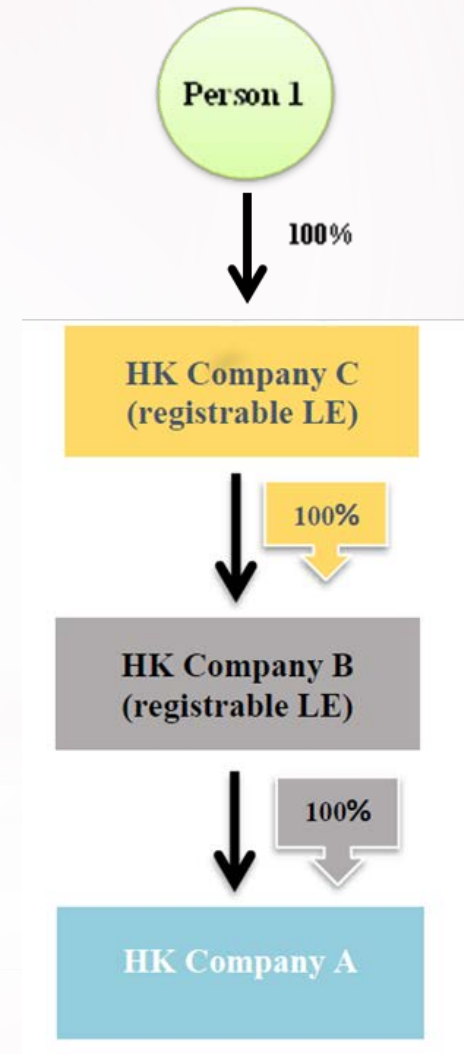 Person 1
100%
HK Company C
(registrable LE)
100%
HK Company B
(registrable LE)
100%
HK Company A